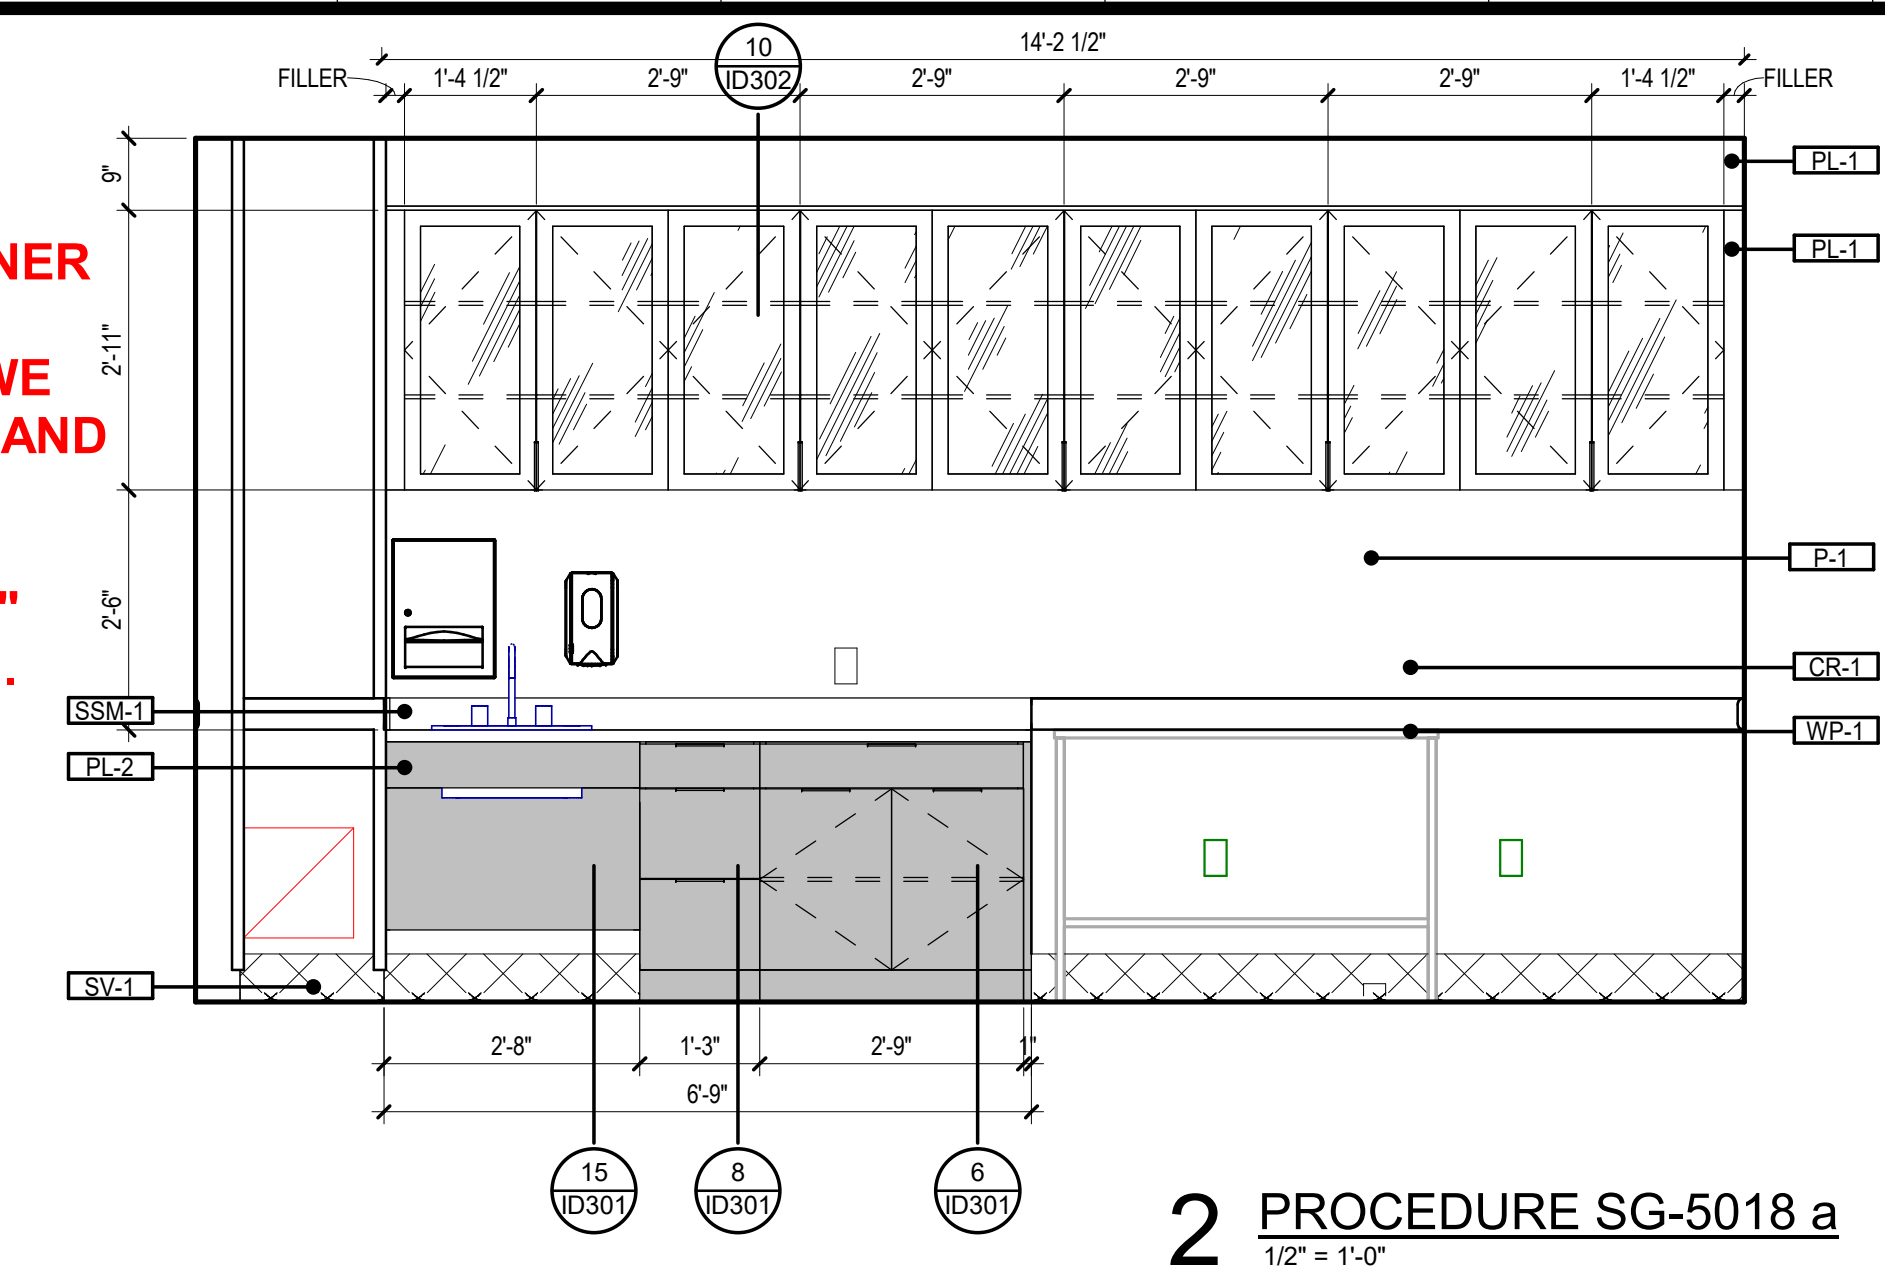 14'-2 1/2"
10
ID302
FILLER
1'-4 1/2"
2'-9"
2'-9"
2'-9"
2'-9"
1'-4 1/2"
FILLER
9"
PL-1
NER
PL-1
2'-11"
WE
AND
P-1
2'-6"
"
CR-1
.
SSM-1
WP-1
PL-2
SV-1
2'-8"
1'-3"
2'-9"
1"
6'-9"
15
ID301
8
ID301
6
ID301
2
PROCEDURE SG-5018 a
1/2" = 1'-0"